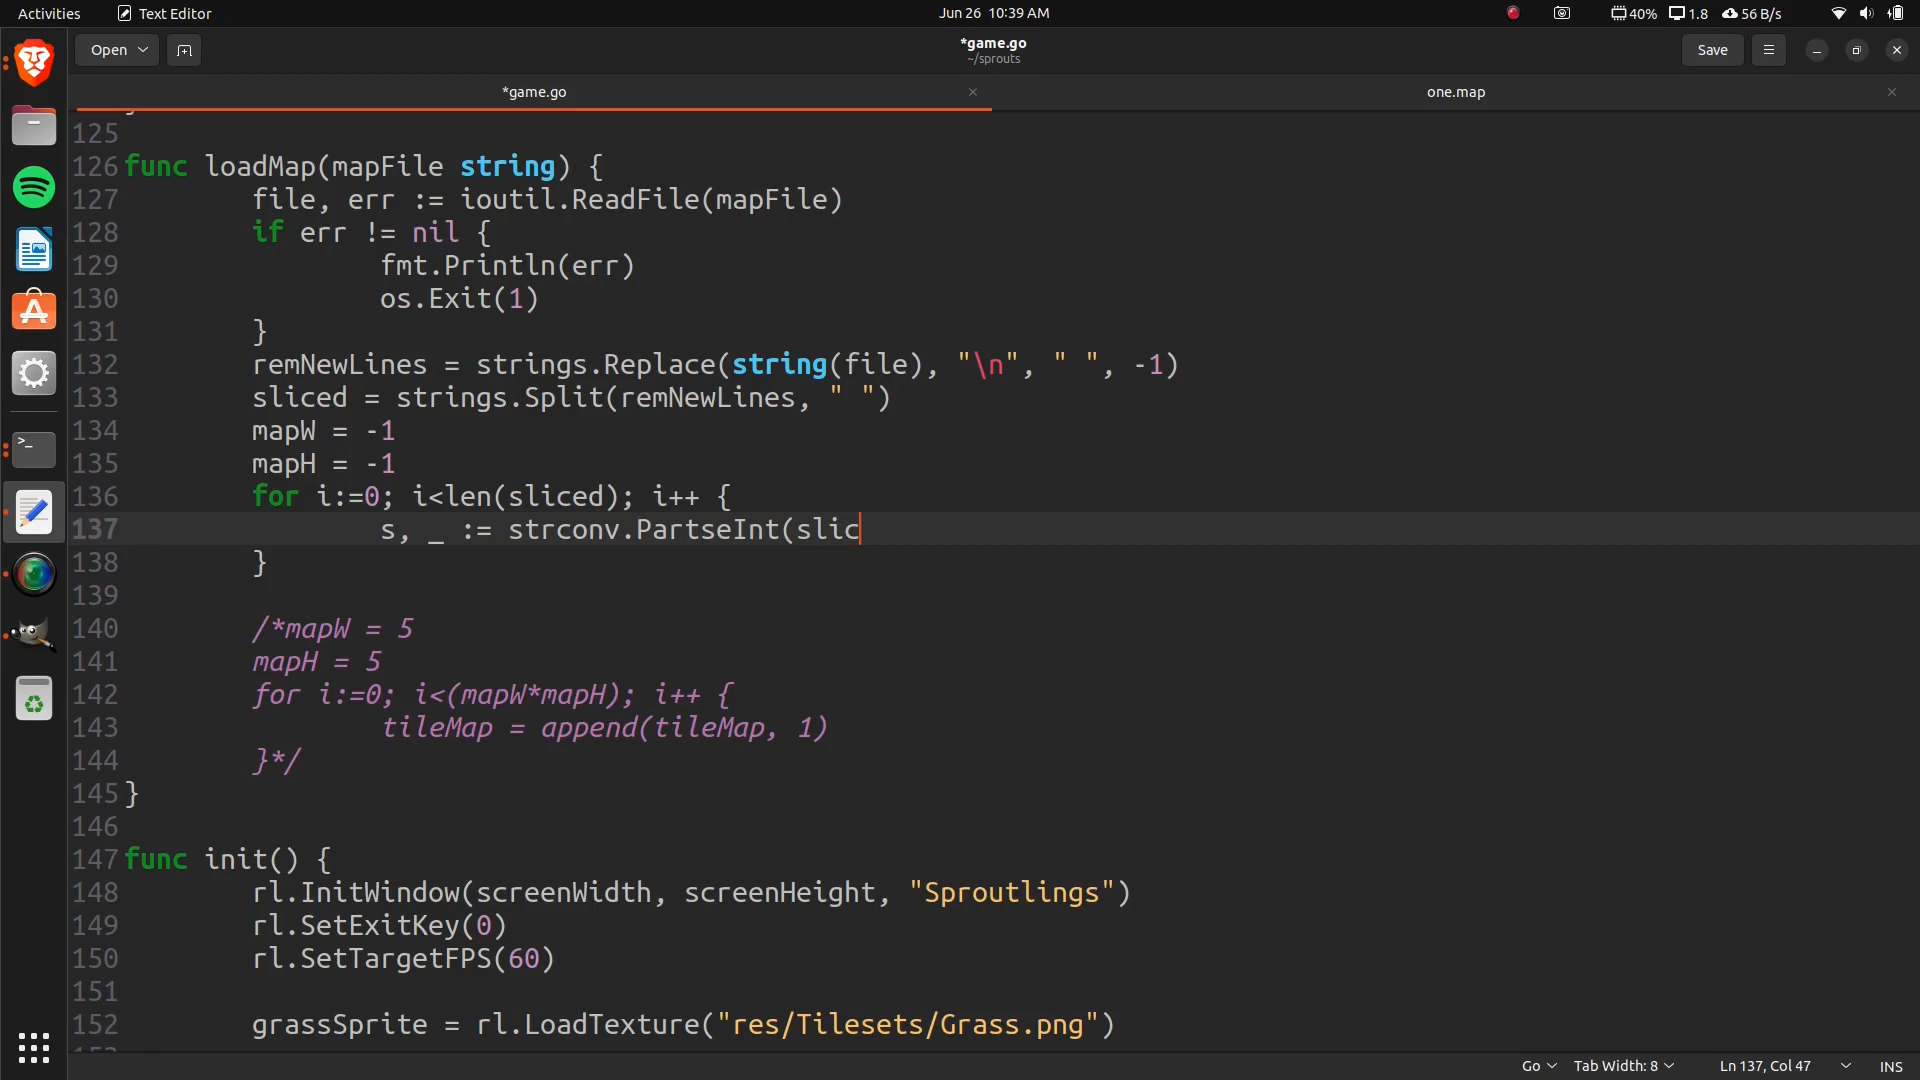 Activities Text Editor Jun 26 10:39 AM 40% 1.8 56 B/s
Open *game.go Save
~/sprouts
*game.go one.map
125
126 func loadMap(mapFile string) {
127 file, err := ioutil.ReadFile(mapFile)
128 if err != nil {
129 fmt.Println(err)
130 os.Exit(1)
131 }
132 remNewLines = strings.Replace(string(file), "\n", " ", -1)
133 sliced = strings.Split(remNewLines, " ")
134 mapW = -1
135 mapH = -1
136 for i:=0; i<len(sliced); i++ {
137 s, _ := strconv.PartseInt(slic
138 }
139
140 /*mapW = 5
141 mapH = 5
142 for i:=0; i<(mapW*mapH); i++ {
143 tileMap = append(tileMap, 1)
144 }*/
145 }
146
147 func init() {
148 rl.InitWindow(screenWidth, screenHeight, "Sproutlings")
149 rl.SetExitKey(0)
150 rl.SetTargetFPS(60)
151
152 grassSprite = rl.LoadTexture("res/Tilesets/Grass.png")
Go Tab Width: 8 Ln 137, Col 47 INS